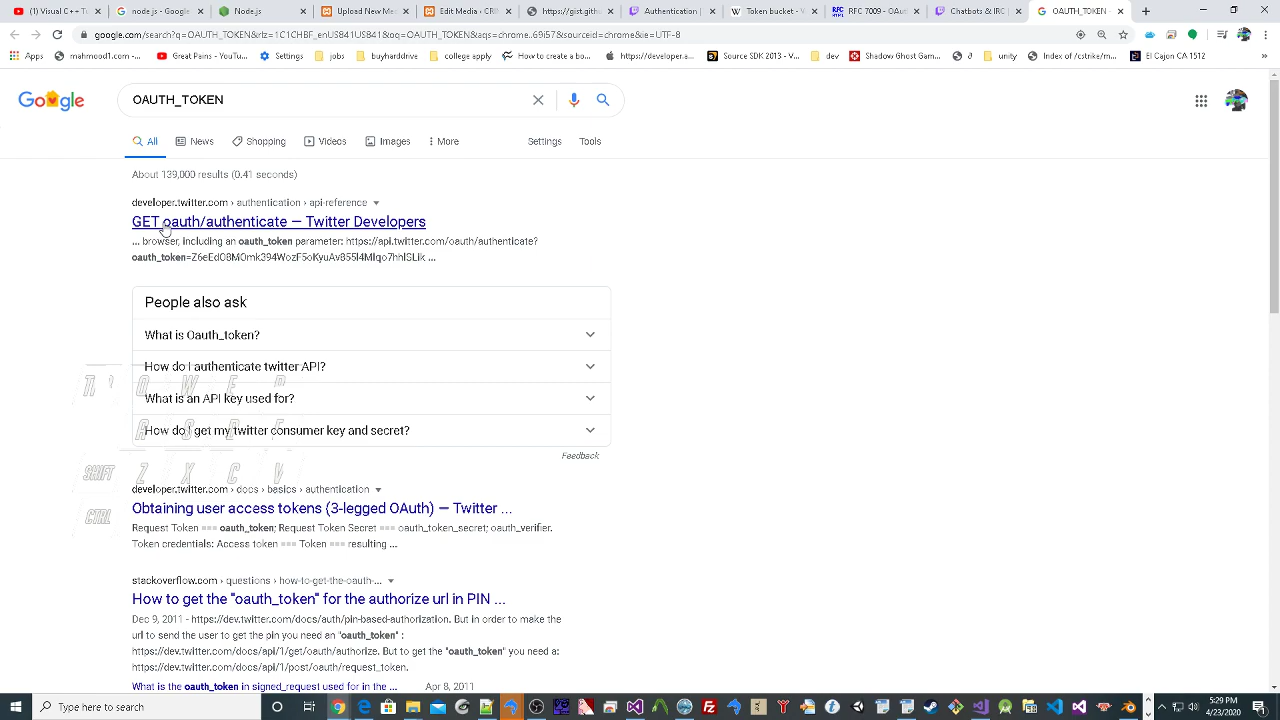 (1) Visual C++ T
node.js - Google
Node.js
Upload New Me
Edit Media ‹ CRE
https://gist.githu
Authentication |
Token bucket - V
RFC 7009 - OAu
Chatbots & IRC
OAUTH_TOKEN -
google.com/search?q=OAUTH_TOKEN&rlz=1C1CHBF_enUS841US841&oq=OAUTH_TOKEN&aqs=chrome..69i57&sourceid=chrome&ie=UTF-8
Apps
mahmood1.com-...
Great Pains - YouTu...
Settings
jobs
buyharddrive
college apply
How to create a bo...
https://developer.a...
Source SDK 2013 - V...
dev
Shadow Ghost Gam...
unity
Index of /cstrike/m...
El Cajon CA 1512
Google
OAUTH_TOKEN
All
News
Shopping
Videos
Images
More
Settings
Tools
About 139,000 results (0.41 seconds)
developer.twitter.com › authentication › api-reference
GET oauth/authenticate — Twitter Developers
... browser, including an oauth_token parameter: https://api.twitter.com/oauth/authenticate?
oauth_token=Z6eEdO8MOmk394WozF5oKyuAv855l4Mlqo7hhlSLik ...
People also ask
What is Oauth_token?
How do I authenticate twitter API?
What is an API key used for?
How do I get my twitter consumer key and secret?
Feedback
Q W E R
A S D F
SHIFT Z X C V
CTRL
developer.twitter.com › docs › basics › authentication
Obtaining user access tokens (3-legged OAuth) — Twitter ...
Request Token === oauth_token; Request Token Secret === oauth_token_secret; oauth_verifier.
Token credentials: Access token === Token === resulting ...
stackoverflow.com › questions › how-to-get-the-oauth-...
How to get the "oauth_token" for the authorize url in PIN ...
Dec 9, 2011 - https://dev.twitter.com/docs/auth/pin-based-authorization. But in order to make the
url to send the user to get the pin you need an "oauth_token" :
https://dev.twitter.com/docs/api/1/get/oauth/authorize. But to get the "oauth_token" you need a:
https://dev.twitter.com/docs/api/1/post/oauth/request_token.
What is the oauth_token in signed_request used for in the ...
Apr 8, 2011
Type here to search
5:29 PM
4/23/2020